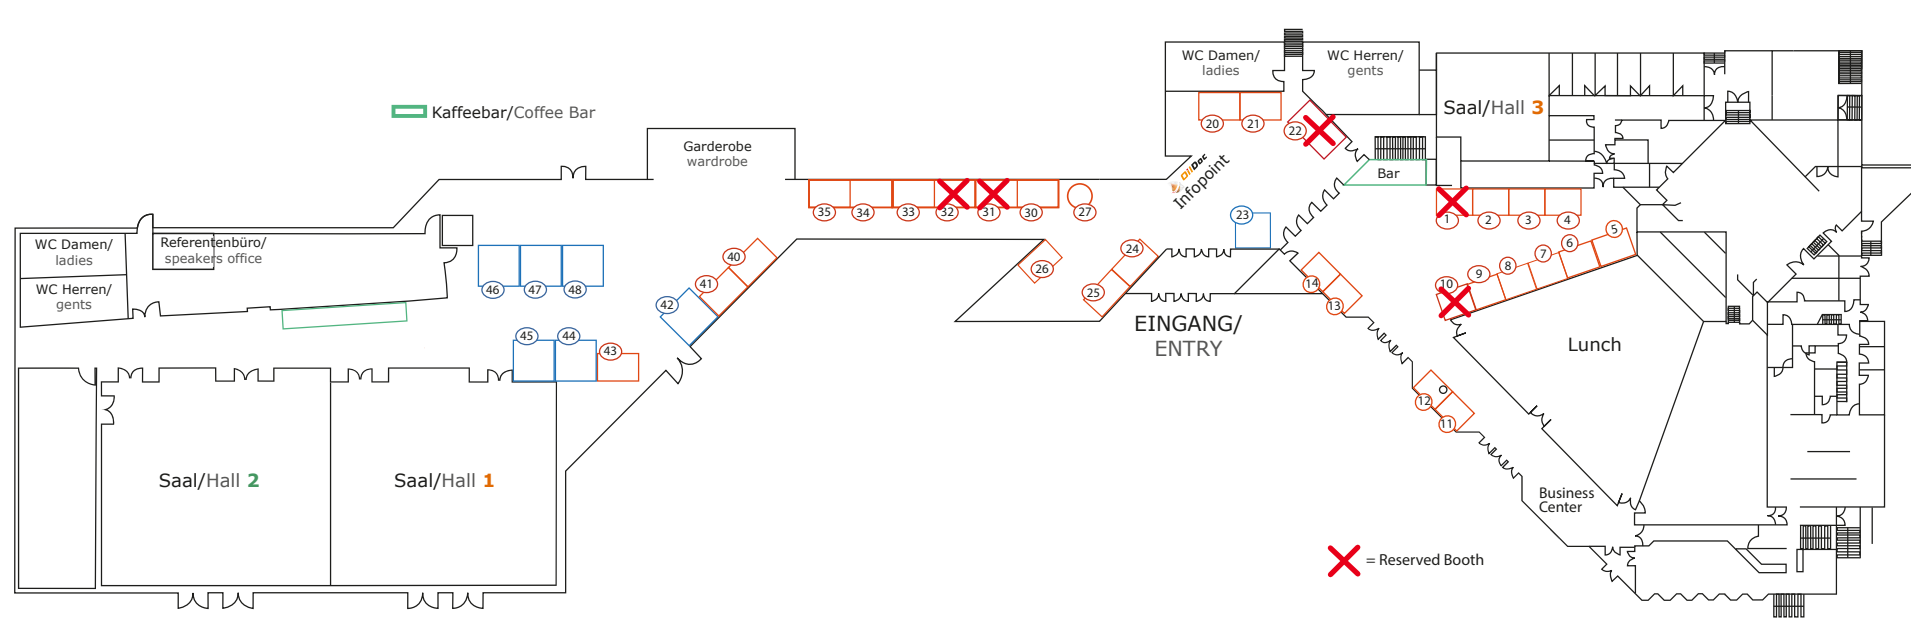 WC Damen/
ladies
WC Herren/
gents
Saal/Hall 3
Kaffeebar/Coffee Bar
20
21
22
Garderobe
wardrobe
OilDoc
Infopoint
Bar
35
34
33
32
31
30
27
23
1
2
3
4
5
6
7
8
9
10
WC Damen/
ladies
WC Herren/
gents
Referentenbüro/
speakers office
46
47
48
40
41
42
26
24
25
14
13
EINGANG/
ENTRY
Lunch
45
44
43
12
11
Saal/Hall 2
Saal/Hall 1
Business
Center
= Reserved Booth